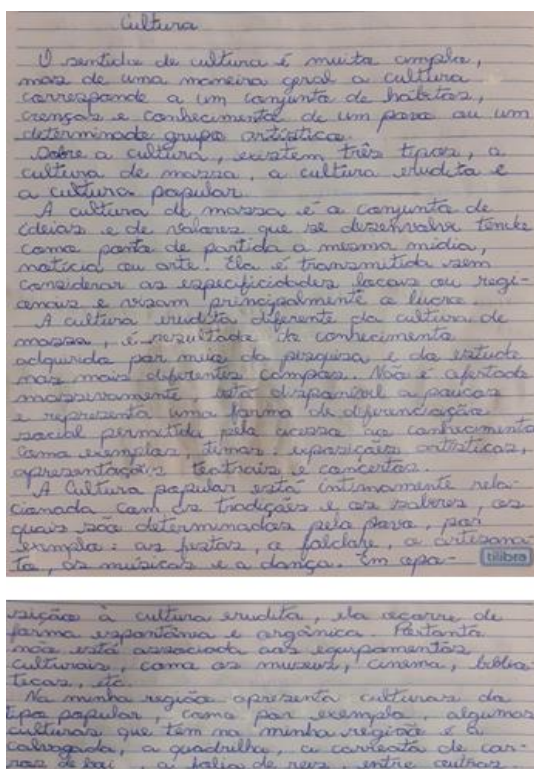 Cultura
O sentido de cultura é muito amplo,
mas de uma maneira geral a cultura
corresponde a um conjunto de hábitos,
crenças e conhecimento de um povo ou um
determinado grupo artístico.
Sobre a cultura, existem três tipos, a
cultura de massa, a cultura erudita e
a cultura popular.
A cultura de massa é o conjunto de
ideias e de valores que se desenvolve tendo
como ponto de partida a mesma mídia,
notícia ou arte. Ela é transmitida sem
considerar as especificidades locais ou regi-
onais e visam principalmente o lucro.
A cultura erudita diferente da cultura de
massa, é resultado do conhecimento
adquirido por meio da pesquisa e do estudo
nos mais diferentes campos. Não é ofertado
massivamente está disponível a poucos
e representa uma forma de diferenciação
social permitida pelo acesso ao conhecimento
como exemplos, temos: exposições artísticas,
apresentações teatrais e concertos.
A Cultura popular está intimamente rela-
cionada com as tradições e os saberes, os
quais são determinados pelo povo, por
exemplo: as festas, o folclore, o artesana-
to, as músicas e a dança. Em opo-
tilibra
sição à cultura erudita, ela ocorre de
forma espontânea e orgânica. Portanto
não está associada aos equipamentos
culturais, como os museus, cinema, biblio-
tecas, etc.
Na minha região apresenta culturas do
tipo popular, como por exemplo, algumas
culturas que têm na minha região é a
calvogada, a quadrilha, a carreata de car-
ros de boi, a folia de reis, entre outras.